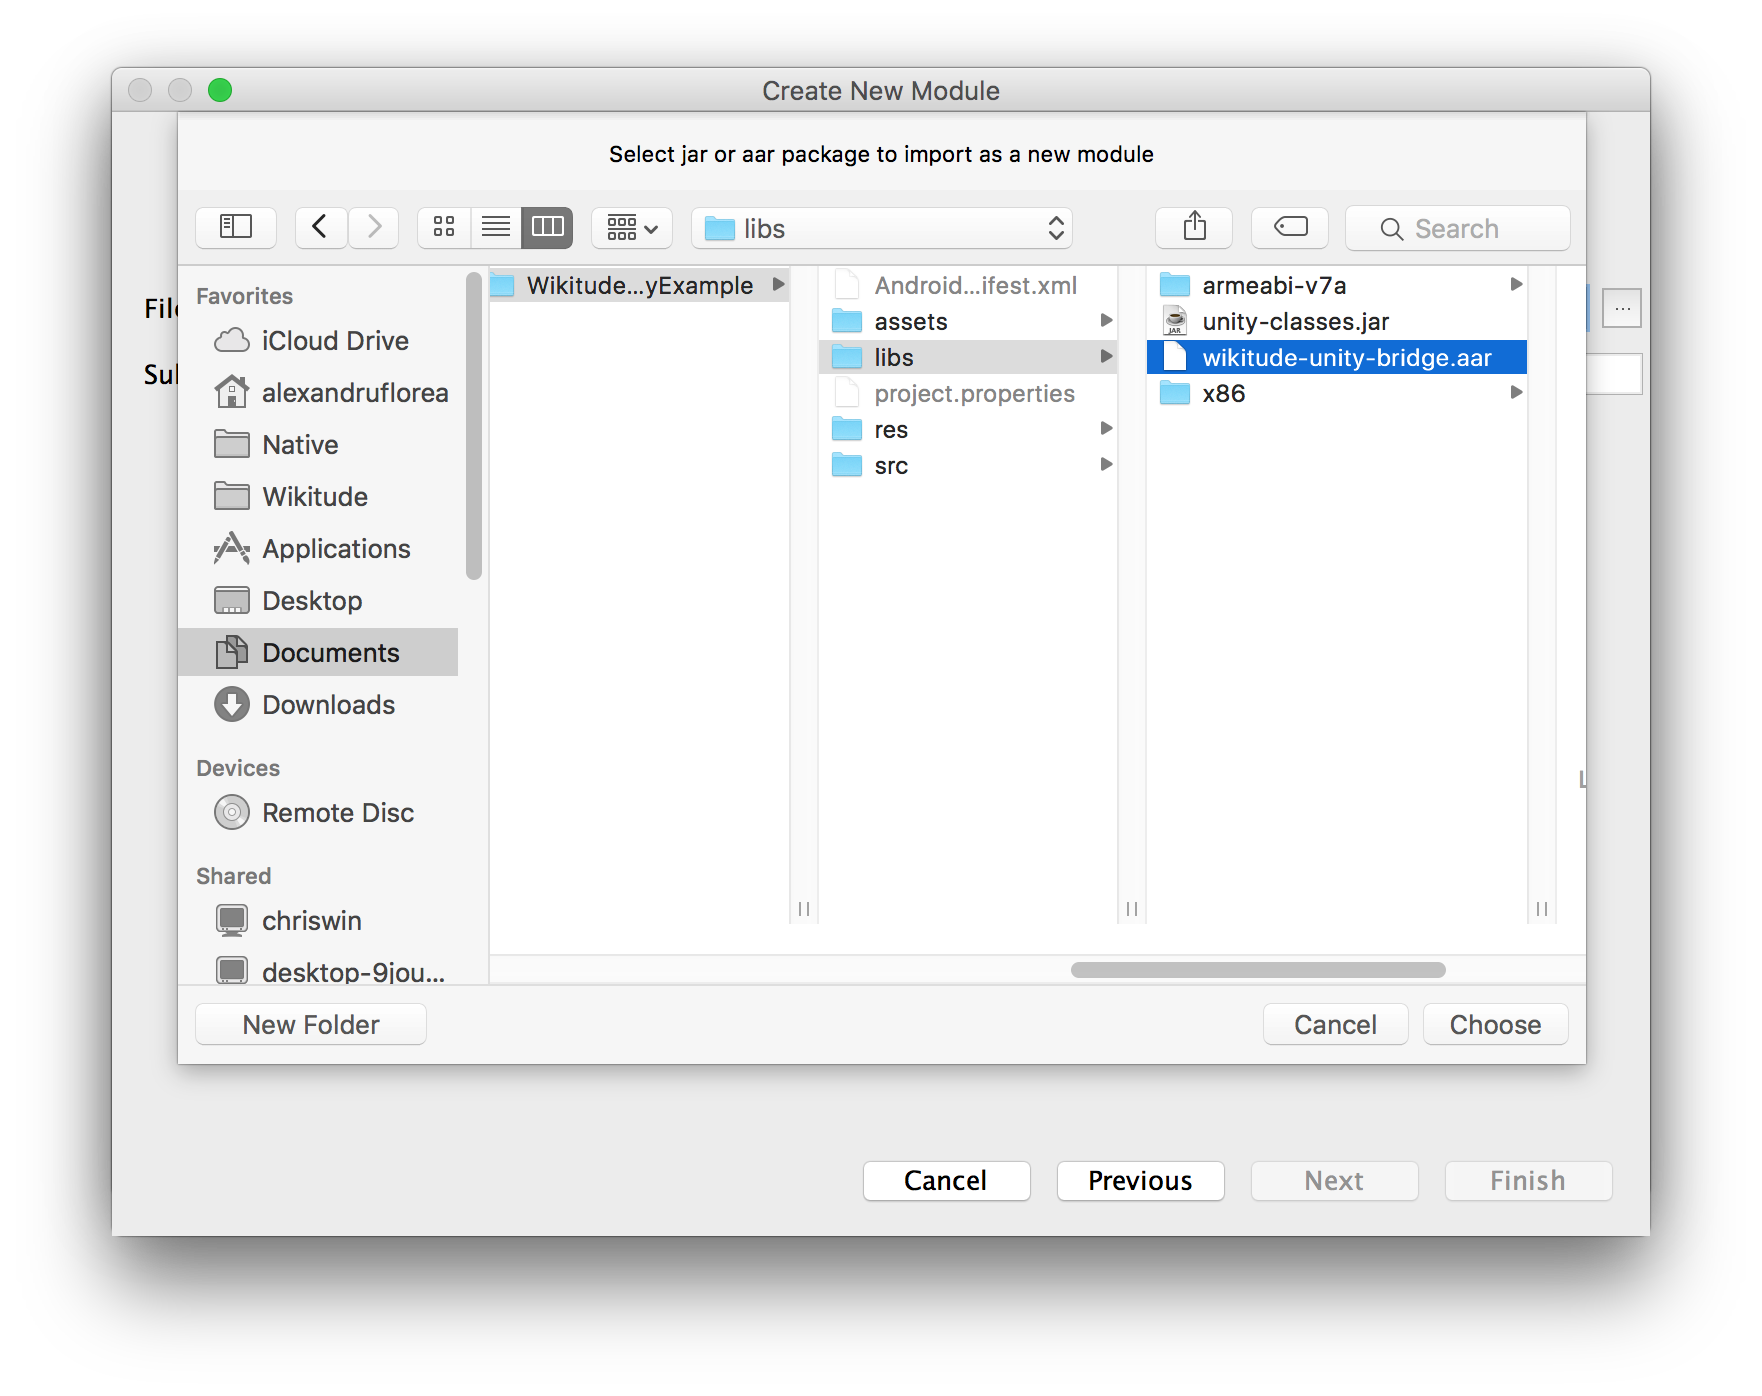 Create New Module
Select jar or aar package to import as a new module
libs
Search
Favorites
iCloud Drive
alexandruflorea
Native
Wikitude
Applications
Desktop
Documents
Downloads
Devices
Remote Disc
Shared
chriswin
desktop-9jou...
Wikitude...yExample
Android...ifest.xml
assets
libs
project.properties
res
src
armeabi-v7a
unity-classes.jar
JAR
wikitude-unity-bridge.aar
x86
...
New Folder
Cancel
Choose
Cancel
Previous
Next
Finish